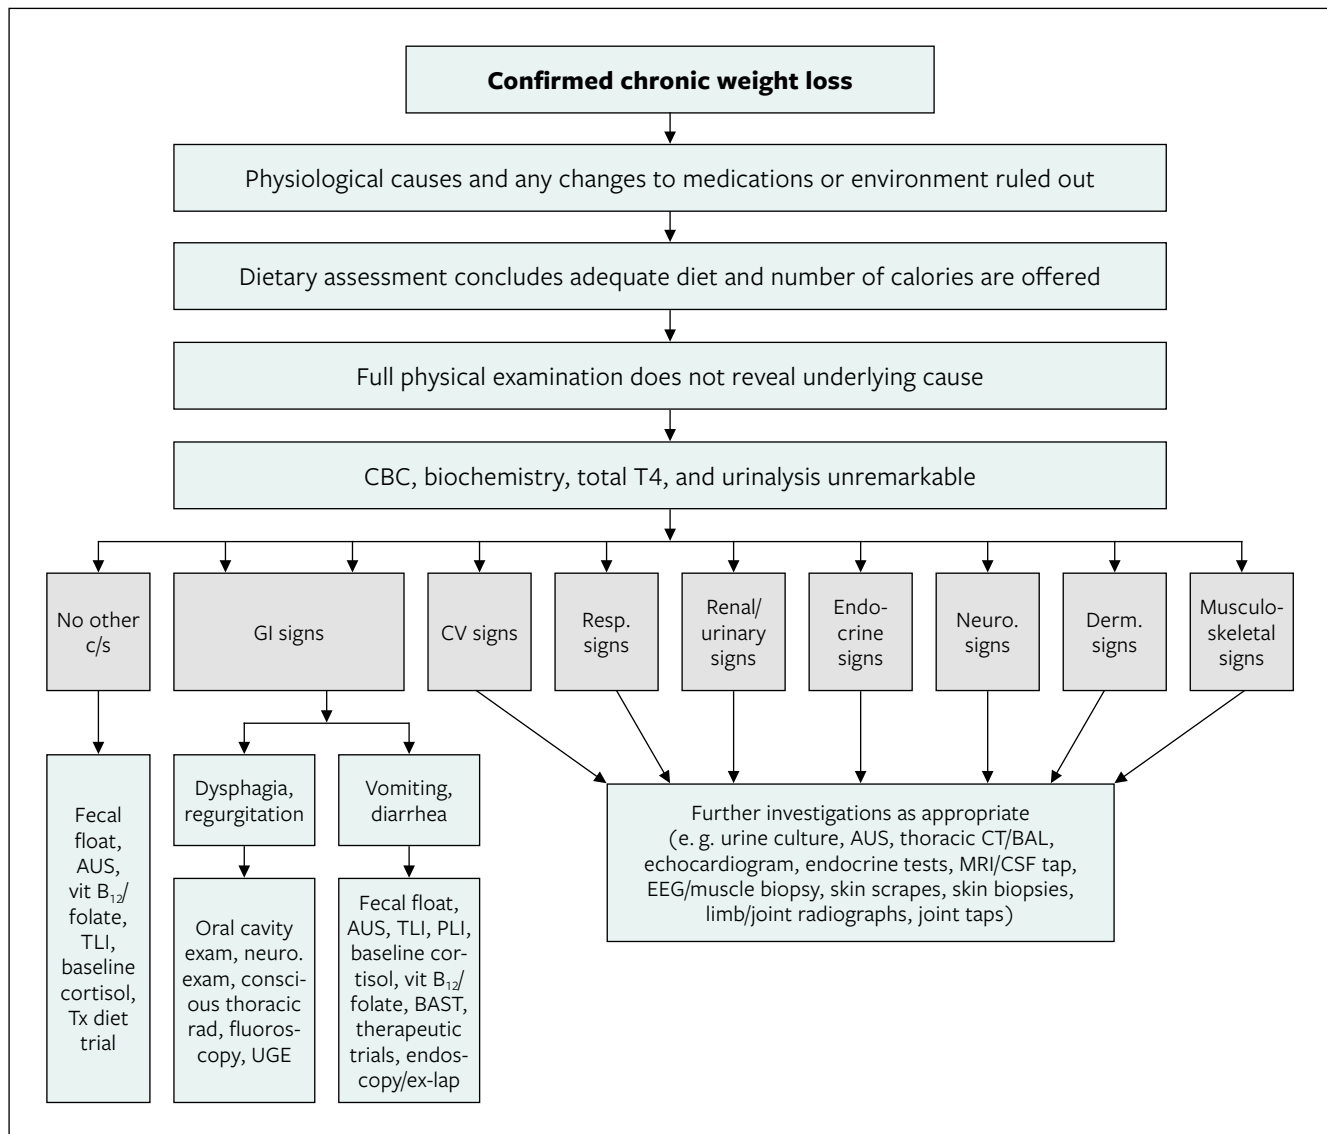 Confirmed chronic weight loss
Physiological causes and any changes to medications or environment ruled out
Dietary assessment concludes adequate diet and number of calories are offered
Full physical examination does not reveal underlying cause
CBC, biochemistry, total T4, and urinalysis unremarkable
No other
c/s
GI signs
CV signs
Resp.
signs
Renal/
urinary
signs
Endo-
crine
signs
Neuro.
signs
Derm.
signs
Musculo-
skeletal
signs
Fecal
float,
AUS,
vit B₁₂/
folate,
TLI,
baseline
cortisol,
Tx diet
trial
Dysphagia,
regurgitation
Vomiting,
diarrhea
Oral cavity
exam, neuro.
exam, consci-
ous thoracic
rad, fluoros-
copy, UGE
Fecal float,
AUS, TLI, PLI,
baseline cor-
tisol, vit B₁₂/
folate, BAST,
therapeutic
trials, endos-
copy/ex-lap
Further investigations as appropriate
(e. g. urine culture, AUS, thoracic CT/BAL,
echocardiogram, endocrine tests, MRI/CSF tap,
EEG/muscle biopsy, skin scrapes, skin biopsies,
limb/joint radiographs, joint taps)